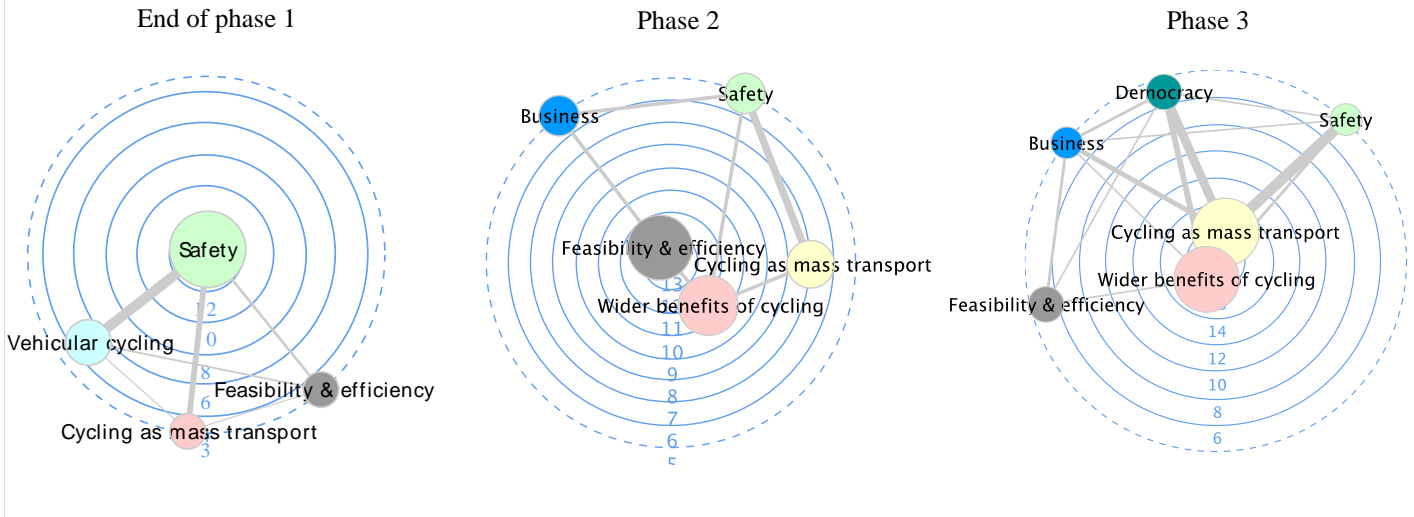 End of phase 1
Phase 2
Phase 3
Safety
12
0
8
Vehicular cycling
Feasibility & efficiency
6
Cycling as mass transport
3
Safety
Business
Feasibility & efficiency
Cycling as mass transport
13
Wider benefits of cycling
11
10
9
8
7
6
5
Democracy
Safety
Business
Cycling as mass transport
Wider benefits of cycling
Feasibility & efficiency
14
12
10
8
6